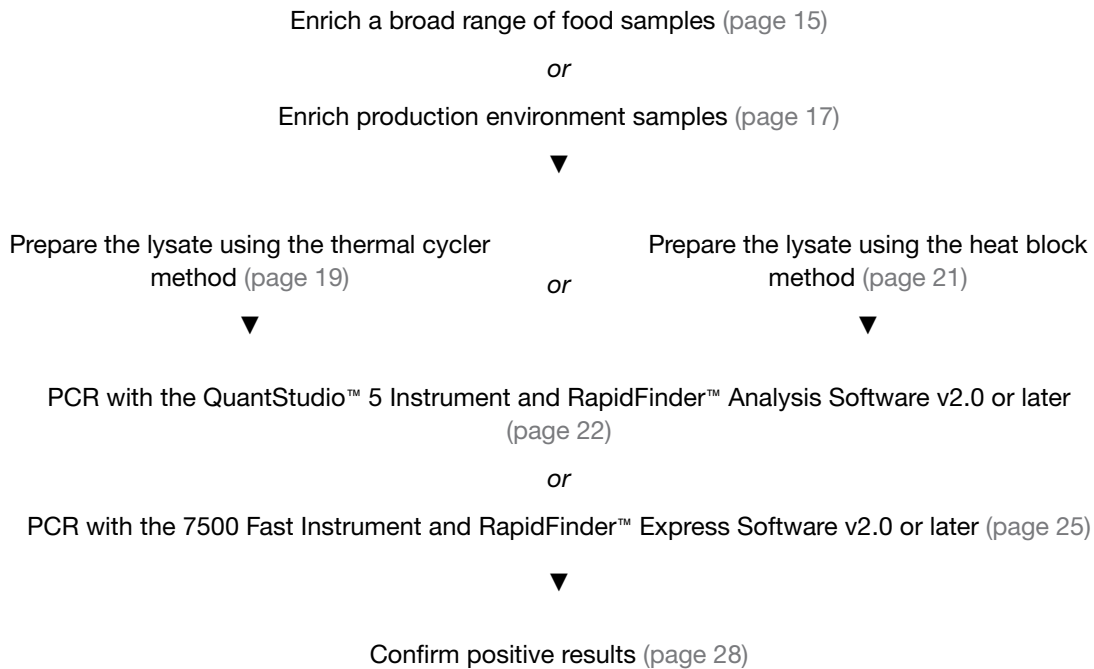 Enrich a broad range of food samples (page 15)
or
Enrich production environment samples (page 17)
▼
Prepare the lysate using the thermal cycler
method (page 19)
or
Prepare the lysate using the heat block
method (page 21)
▼
▼
PCR with the QuantStudio™ 5 Instrument and RapidFinder™ Analysis Software v2.0 or later
(page 22)
or
PCR with the 7500 Fast Instrument and RapidFinder™ Express Software v2.0 or later (page 25)
▼
Confirm positive results (page 28)